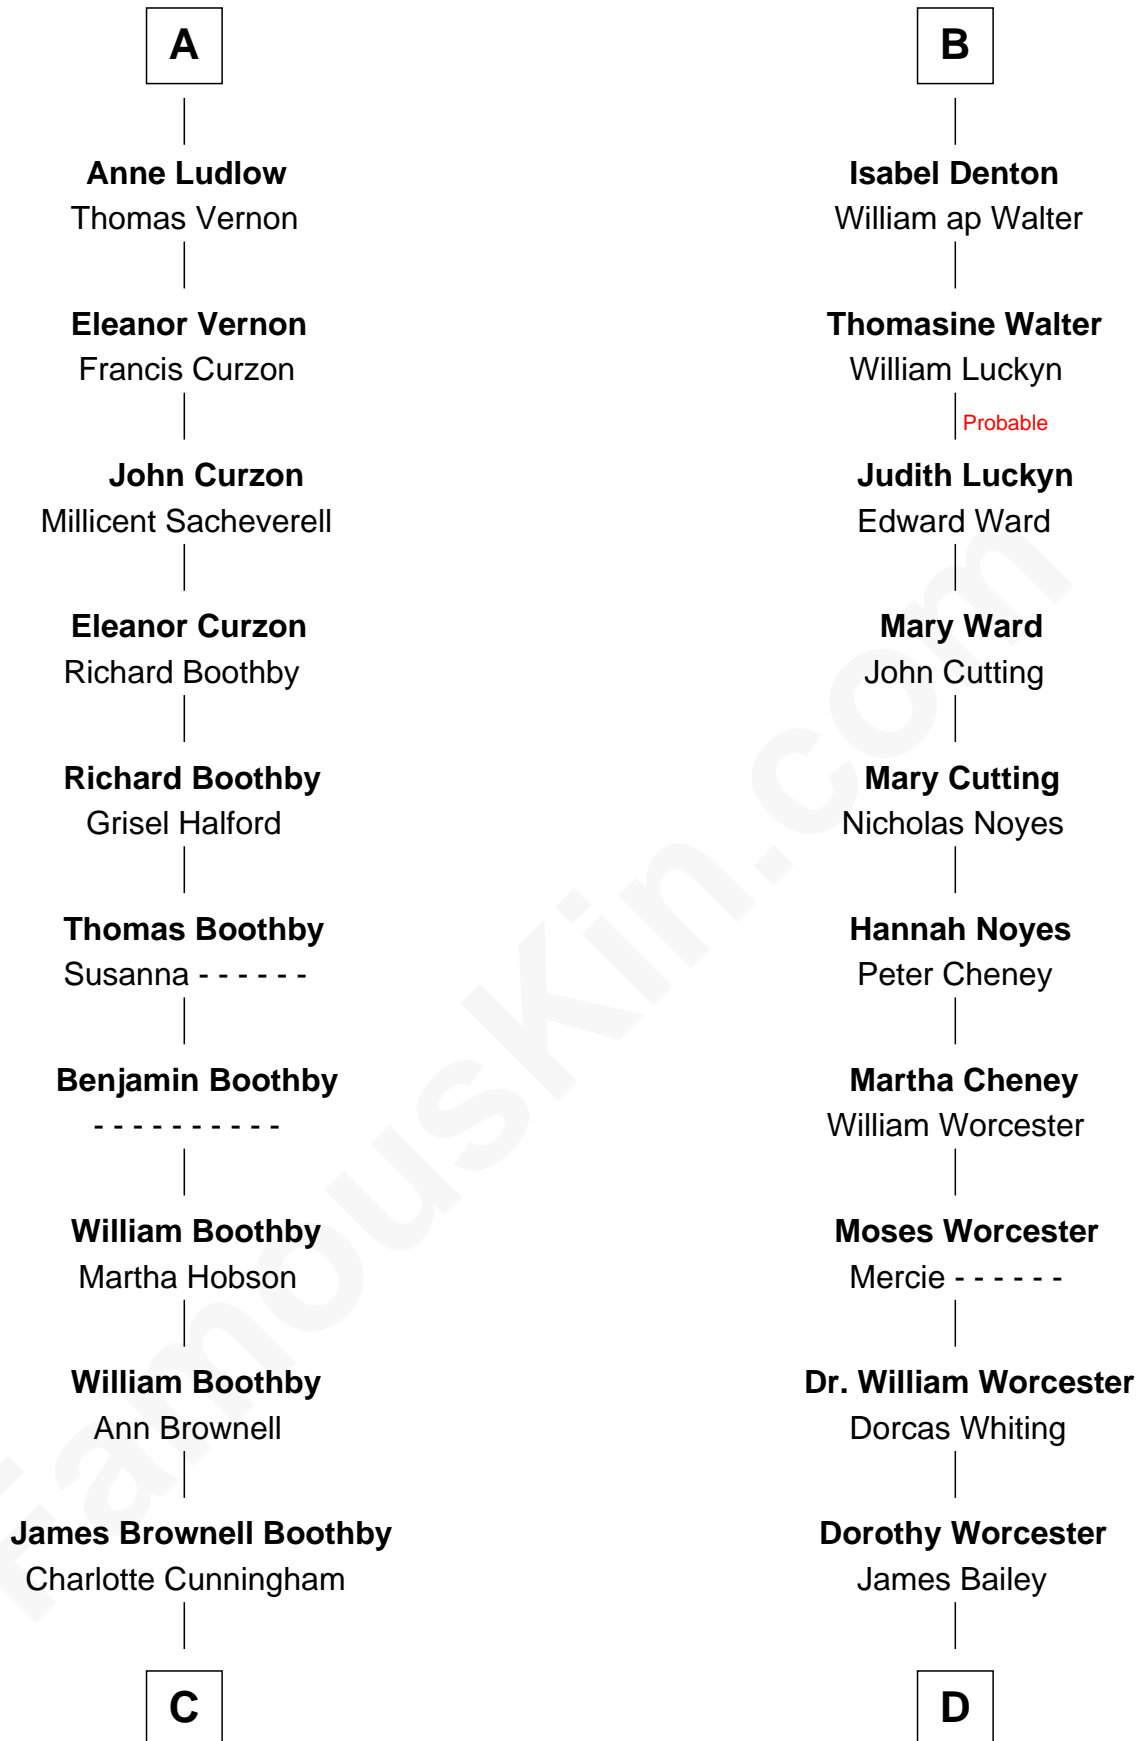 A
Anne Ludlow
Thomas Vernon
Eleanor Vernon
Francis Curzon
John Curzon
Millicent Sacheverell
Eleanor Curzon
Richard Boothby
Richard Boothby
Grisel Halford
Thomas Boothby
Susanna - - - - - -
Benjamin Boothby
- - - - - - - - - -
William Boothby
Martha Hobson
William Boothby
Ann Brownell
James Brownell Boothby
Charlotte Cunningham
C
B
Isabel Denton
William ap Walter
Thomasine Walter
William Luckyn
Probable
Judith Luckyn
Edward Ward
Mary Ward
John Cutting
Mary Cutting
Nicholas Noyes
Hannah Noyes
Peter Cheney
Martha Cheney
William Worcester
Moses Worcester
Mercie - - - - - -
Dr. William Worcester
Dorcas Whiting
Dorothy Worcester
James Bailey
D
FamousKin.com